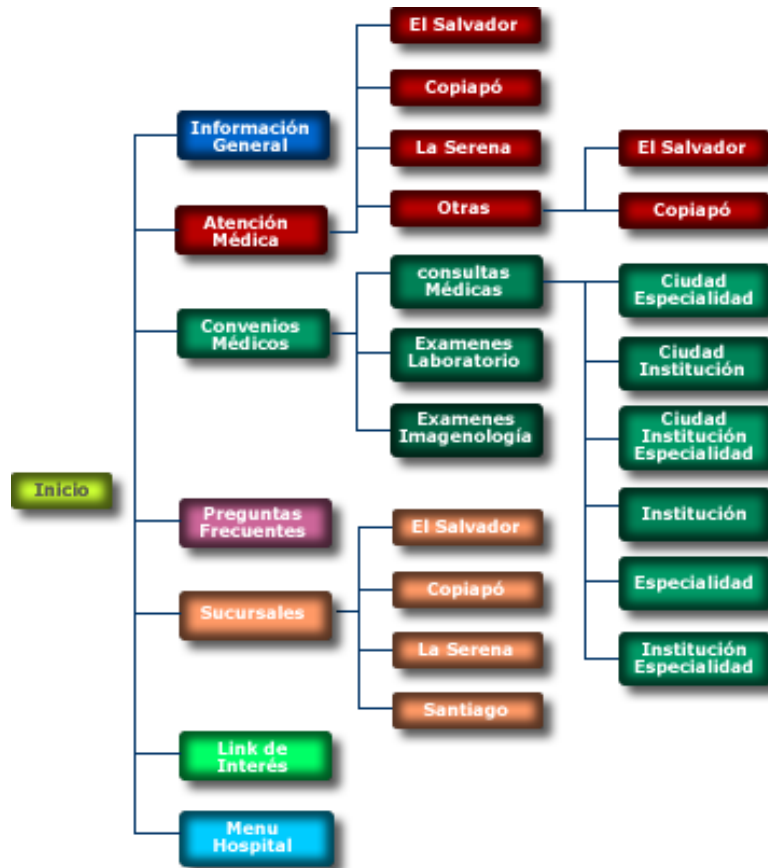 El Salvador
Copiapó
La Serena
Otras
El Salvador
Copiapó
Información
General
Atención
Médica
Convenios
Médicos
consultas
Médicas
Examenes
Laboratorio
Examenes
Imagenología
Ciudad
Especialidad
Ciudad
Institución
Ciudad
Institución
Especialidad
Institución
Especialidad
Institución
Especialidad
Inicio
Preguntas
Frecuentes
Sucursales
El Salvador
Copiapó
La Serena
Santiago
Link de
Interés
Menu
Hospital